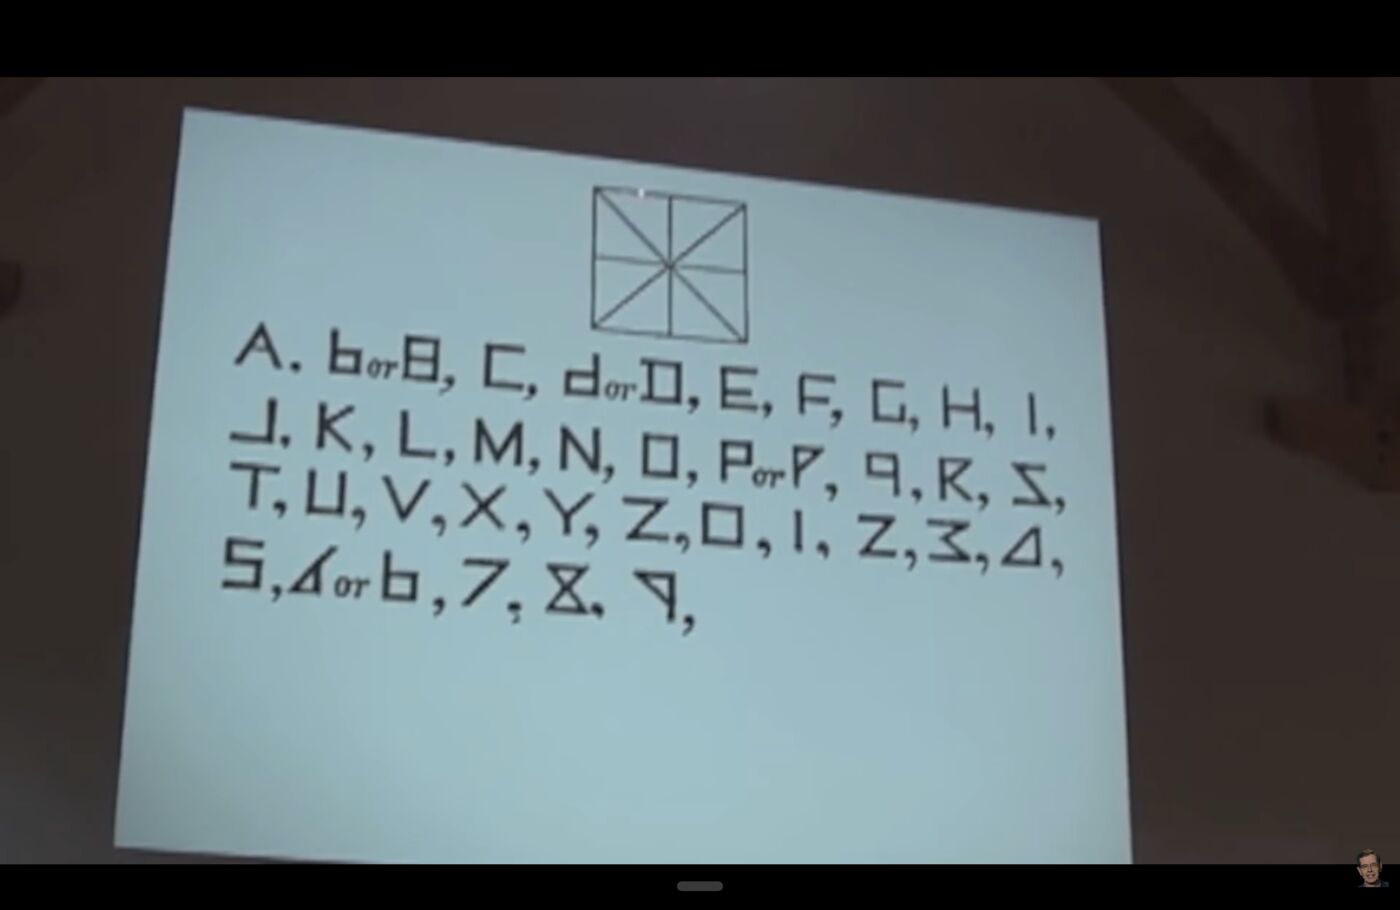 A. b or B, C, d or D, E, F, G, H, I,
J. K, L, M, N, O, P or P, q, R, S,
T, U, V, X, Y, Z, 0, 1, 2, 3, 4,
5, 6 or 6, 7, 8. 9,